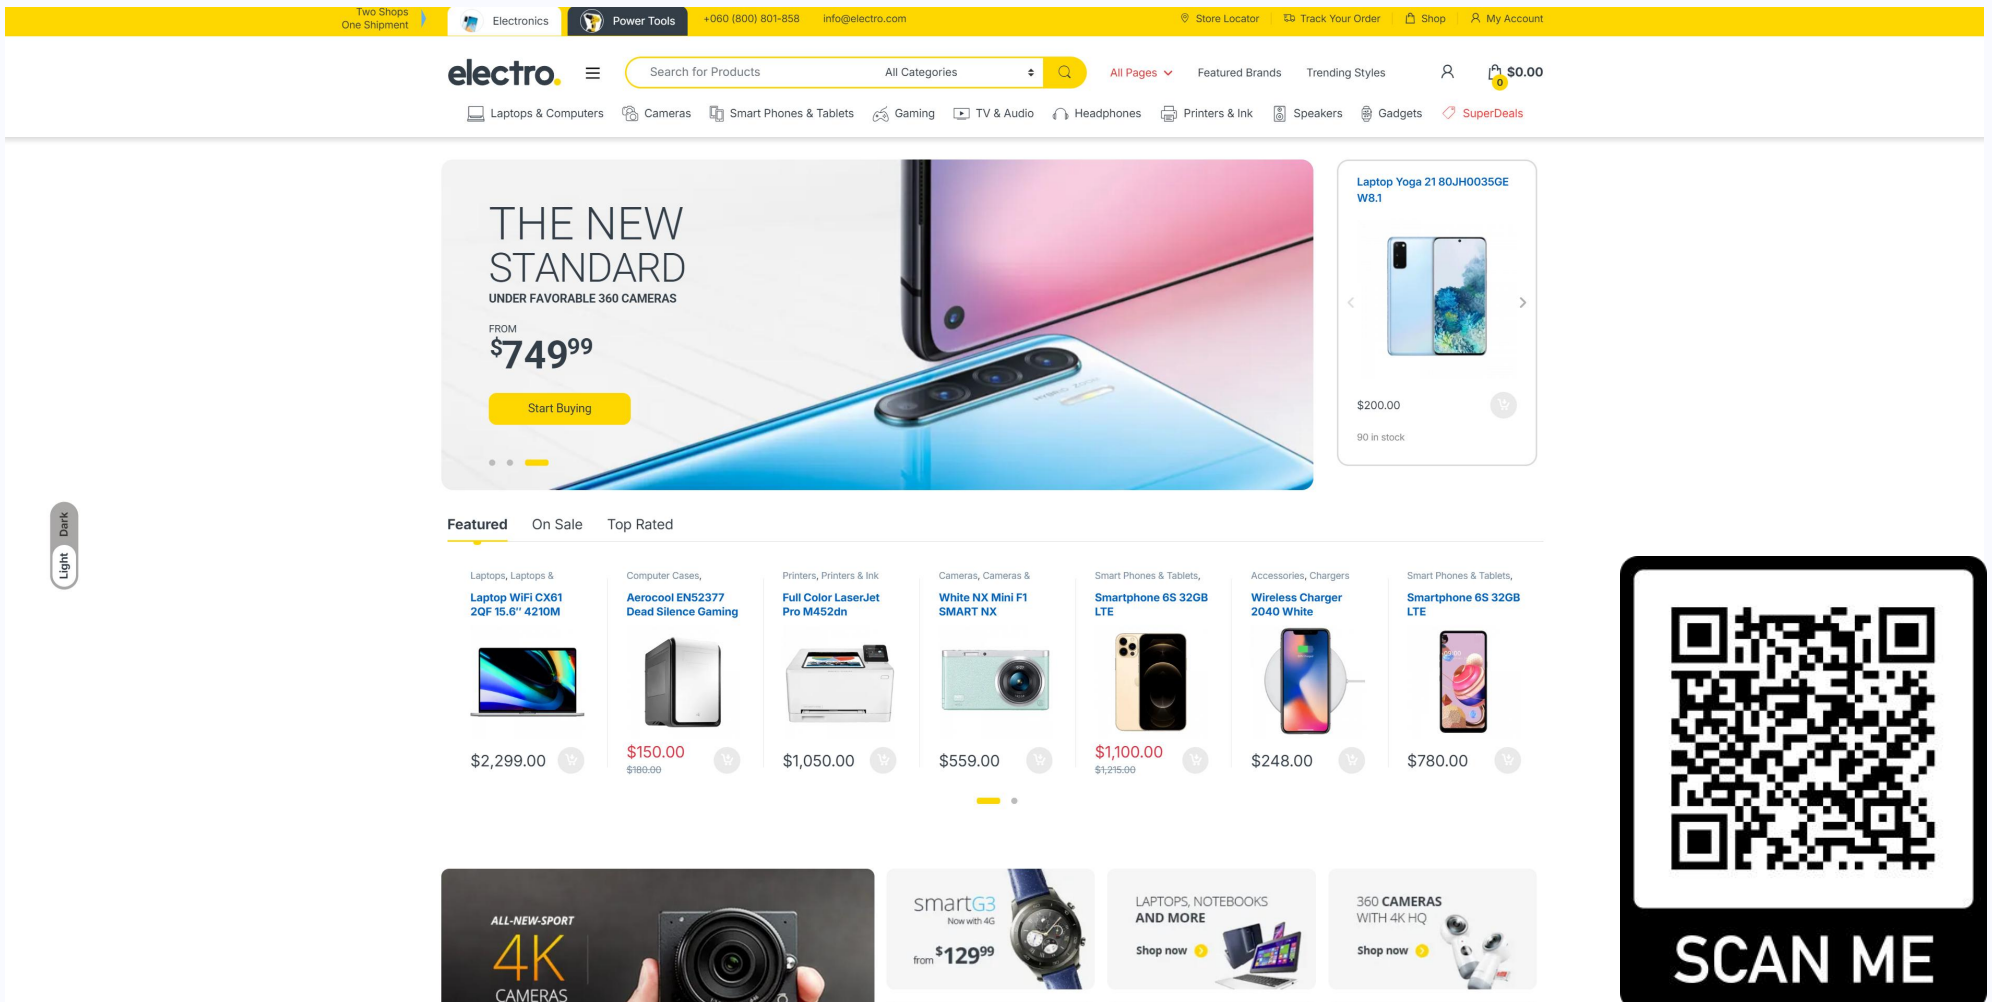 Two Shops
One Shipment
Electronics
Power Tools
+060 (800) 801-858
info@electro.com
Store Locator
Track Your Order
Shop
My Account
electro.
Search for Products
All Categories
All Pages
Featured Brands
Trending Styles
0
$0.00
Laptops & Computers
Cameras
Smart Phones & Tablets
Gaming
TV & Audio
Headphones
Printers & Ink
Speakers
Gadgets
SuperDeals
THE NEW
STANDARD
UNDER FAVORABLE 360 CAMERAS
FROM
$749 99
Start Buying
Laptop Yoga 21 80JH0035GE
W8.1
$200.00
90 in stock
Dark
Light
Featured
On Sale
Top Rated
Laptops, Laptops &
Laptop WiFi CX61
2QF 15.6″ 4210M
$2,299.00
Computer Cases,
Aerocool EN52377
Dead Silence Gaming
$150.00
$180.00
Printers, Printers & Ink
Full Color LaserJet
Pro M452dn
$1,050.00
Cameras, Cameras &
White NX Mini F1
SMART NX
$559.00
Smart Phones & Tablets,
Smartphone 6S 32GB
LTE
$1,100.00
$1,215.00
Accessories, Chargers
Wireless Charger
2040 White
$248.00
Smart Phones & Tablets,
Smartphone 6S 32GB
LTE
$780.00
ALL-NEW-SPORT
4K
CAMERAS
smartG3
Now with 4G
from $129 99
LAPTOPS, NOTEBOOKS
AND MORE
Shop now
360 CAMERAS
WITH 4K HQ
Shop now
SCAN ME